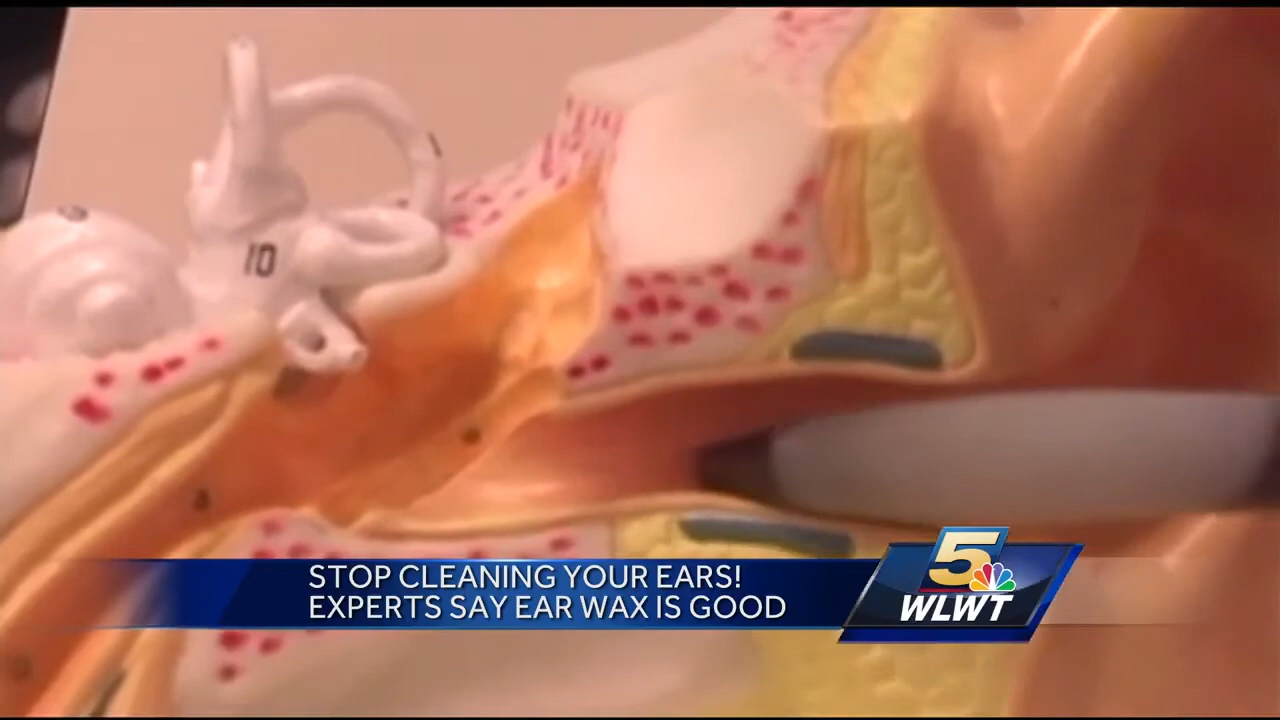 10
STOP CLEANING YOUR EARS!
EXPERTS SAY EAR WAX IS GOOD
5
WLWT